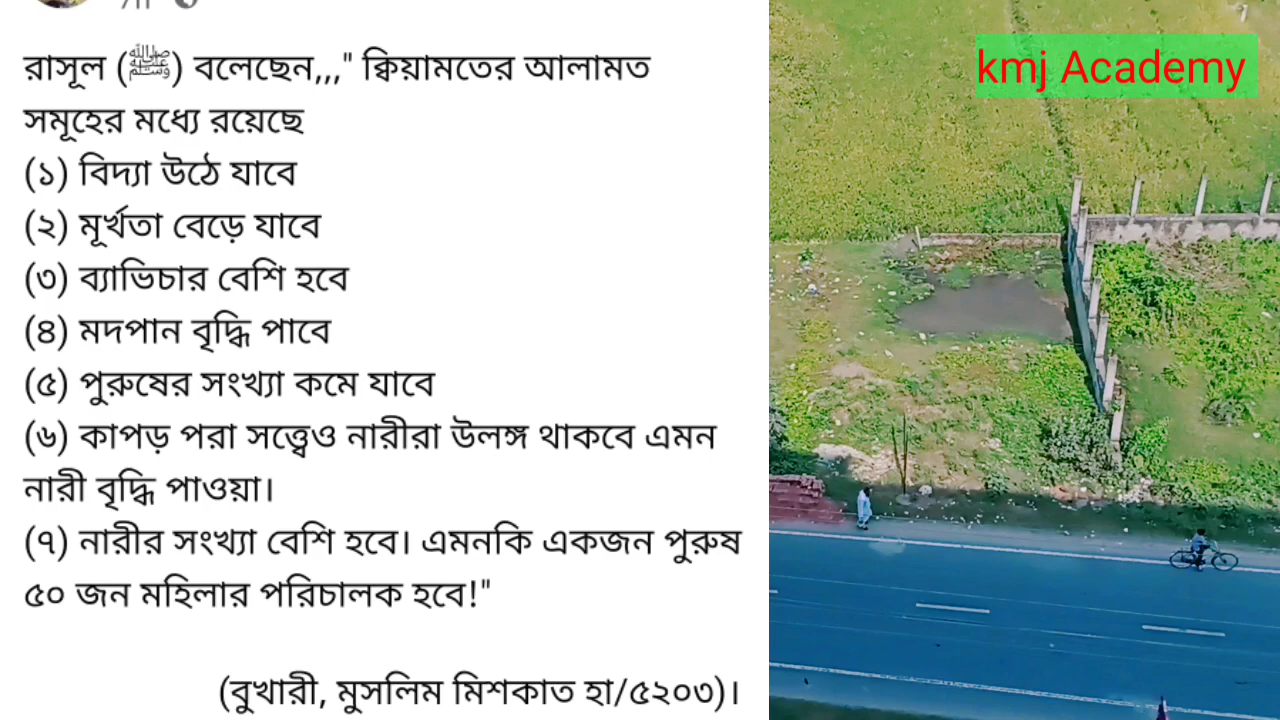 রাসূল (ﷺ) বলেছেন,,," ক্বিয়ামতের আলামত
সমূহের মধ্যে রয়েছে
(১) বিদ্যা উঠে যাবে
(২) মূর্খতা বেড়ে যাবে
(৩) ব্যাভিচার বেশি হবে
(৪) মদপান বৃদ্ধি পাবে
(৫) পুরুষের সংখ্যা কমে যাবে
(৬) কাপড় পরা সত্ত্বেও নারীরা উলঙ্গ থাকবে এমন
নারী বৃদ্ধি পাওয়া।
(৭) নারীর সংখ্যা বেশি হবে। এমনকি একজন পুরুষ
৫০ জন মহিলার পরিচালক হবে!"
(বুখারী, মুসলিম মিশকাত হা/৫২০৩)।
kmj Academy